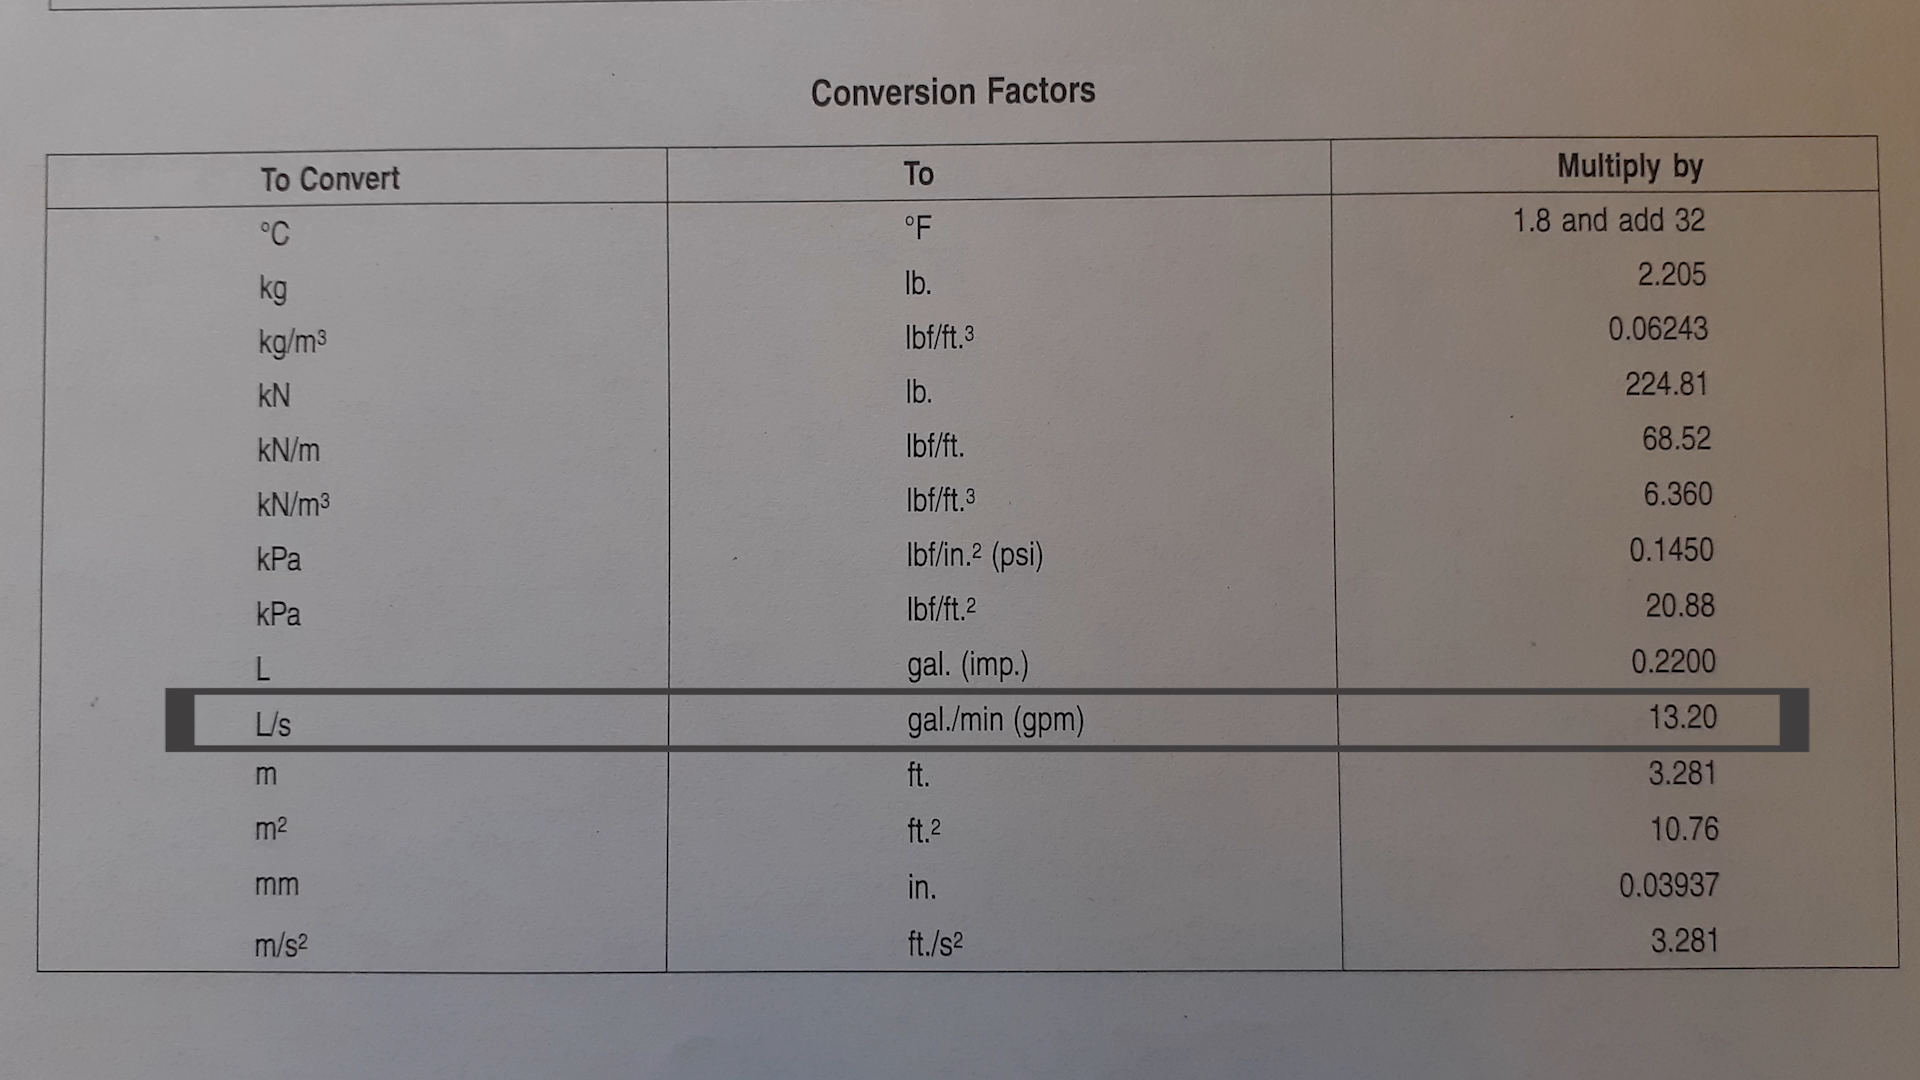 Conversion Factors
To Convert To Multiply by
°C °F 1.8 and add 32
kg lb. 2.205
kg/m³ lbf/ft.³ 0.06243
kN lb. 224.81
kN/m lbf/ft. 68.52
kN/m³ lbf/ft.³ 6.360
kPa lbf/in.² (psi) 0.1450
kPa lbf/ft.² 20.88
L gal. (imp.) 0.2200
L/s gal./min (gpm) 13.20
m ft. 3.281
m² ft.² 10.76
mm in. 0.03937
m/s² ft./s² 3.281